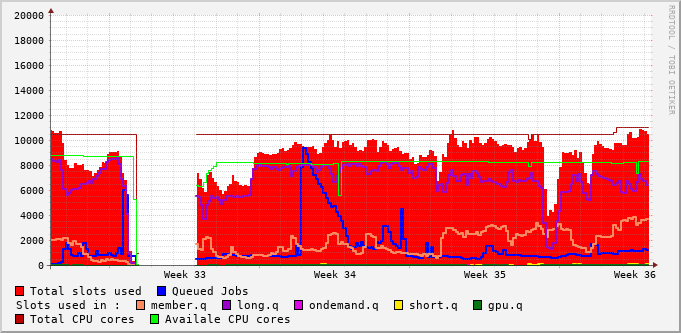 20000
18000
16000
14000
12000
10000
8000
6000
4000
2000
0
Week 33 Week 34 Week 35 Week 36
RRDTOOL / TOBI OETIKER
Total slots used Queued Jobs
Slots used in : member.q long.q ondemand.q short.q gpu.q
Total CPU cores Availale CPU cores